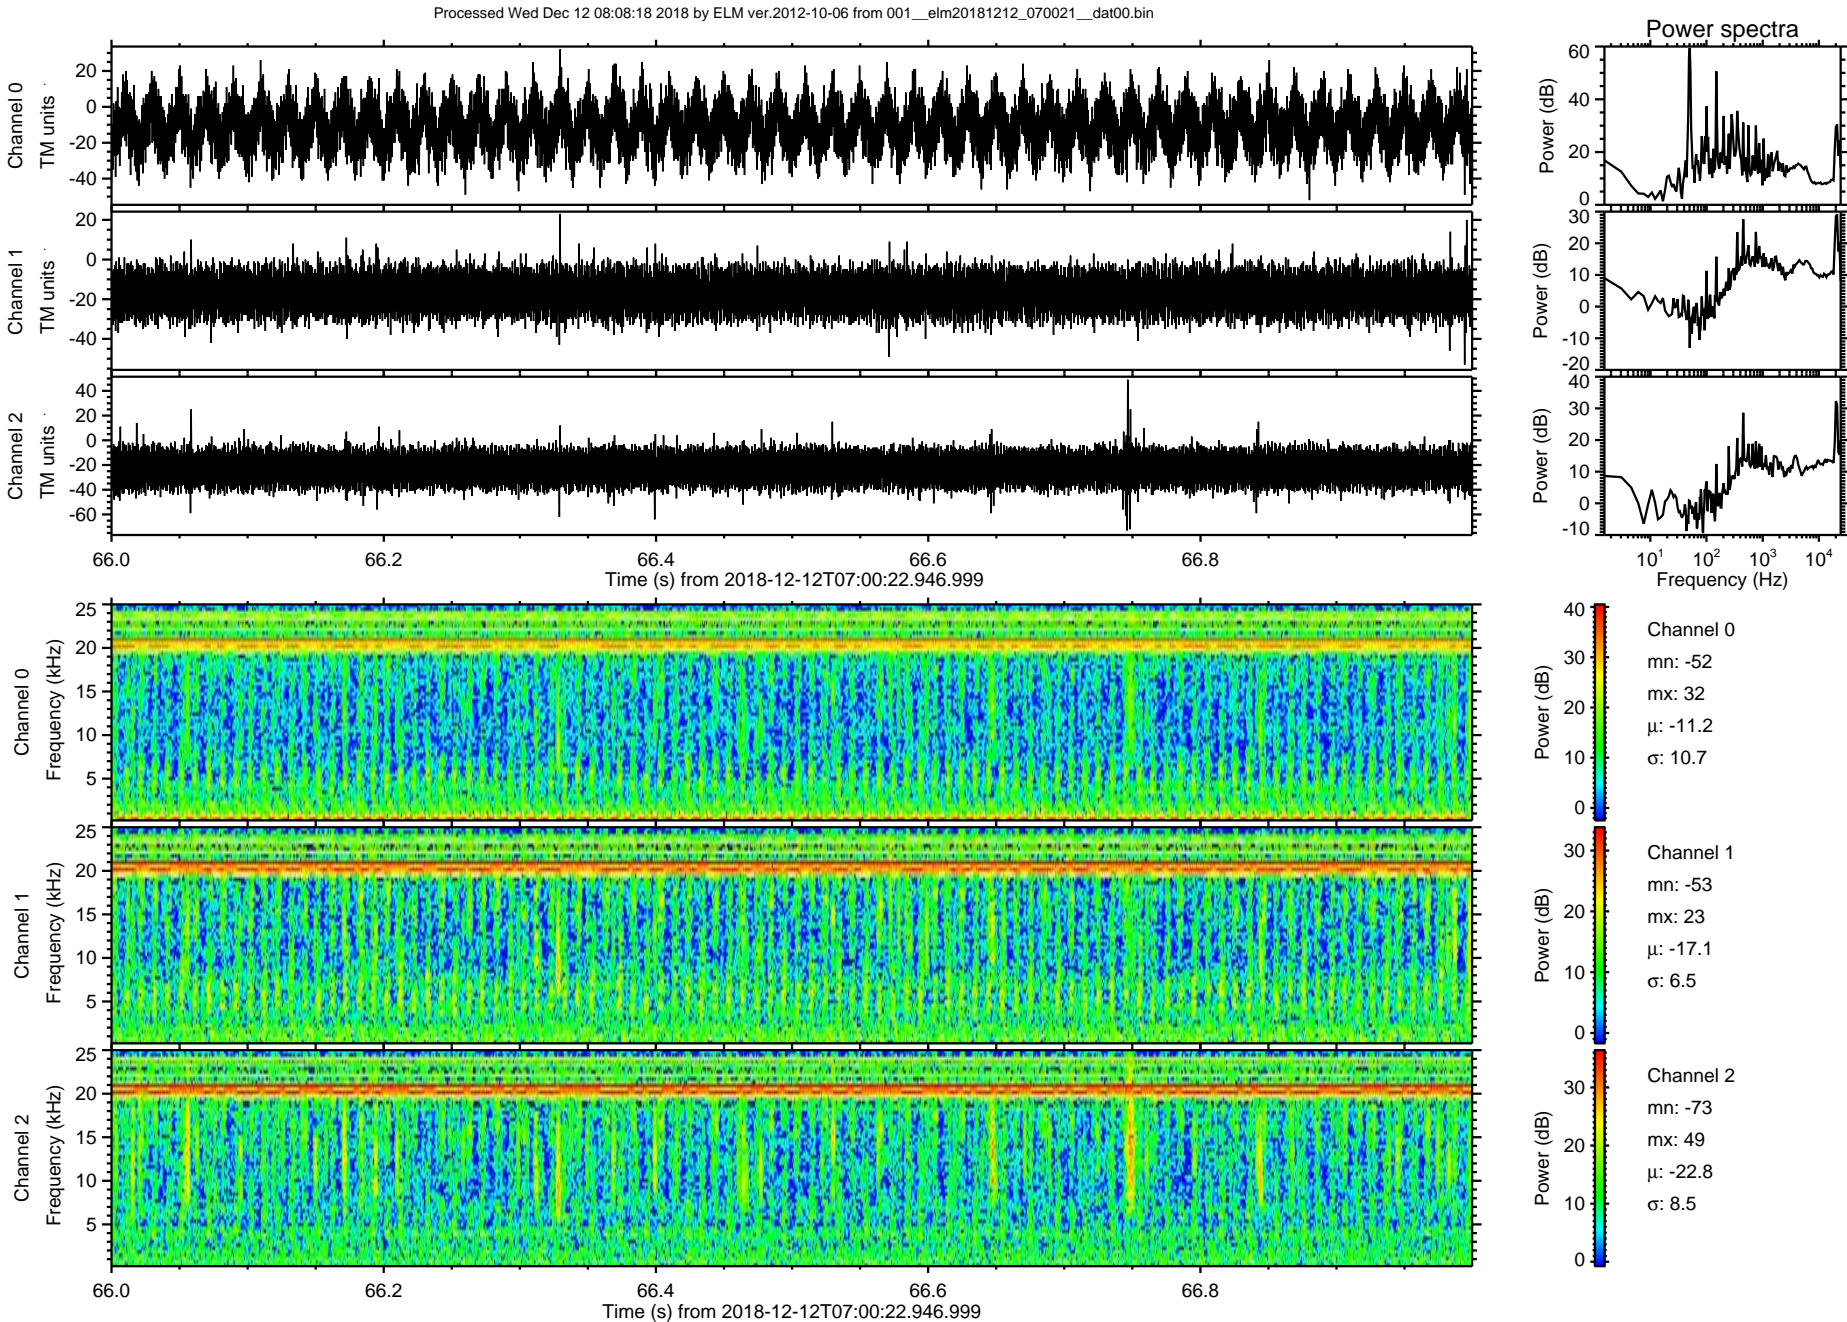 Processed Wed Dec 12 08:08:18 2018 by ELM ver.2012-10-06 from 001__elm20181212_070021__dat00.bin
Power spectra
Channel 0
TM units
20
0
-20
-40
Power (dB)
60
40
20
0
Channel 1
TM units
20
0
-20
-40
Power (dB)
30
20
10
0
-10
-20
Channel 2
TM units
40
20
0
-20
-40
-60
Power (dB)
40
30
20
10
0
-10
66.0 66.2 66.4 66.6 66.8
Time (s) from 2018-12-12T07:00:22.946.999
10^1 10^2 10^3 10^4
Frequency (Hz)
Channel 0
Frequency (kHz)
25
20
15
10
5
Power (dB)
40
30
20
10
0
Channel 0
mn: -52
mx: 32
μ: -11.2
σ: 10.7
Channel 1
Frequency (kHz)
25
20
15
10
5
Power (dB)
30
20
10
0
Channel 1
mn: -53
mx: 23
μ: -17.1
σ: 6.5
Channel 2
Frequency (kHz)
25
20
15
10
5
Power (dB)
30
20
10
0
Channel 2
mn: -73
mx: 49
μ: -22.8
σ: 8.5
66.0 66.2 66.4 66.6 66.8
Time (s) from 2018-12-12T07:00:22.946.999